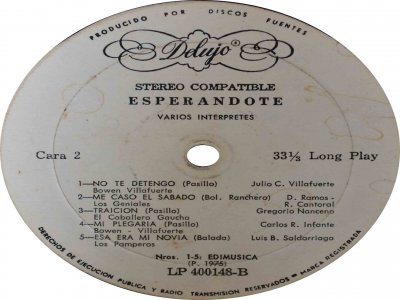 PRODUCIDO POR DISCOS FUENTES
Delujo ®
STEREO COMPATIBLE
ESPERANDOTE
VARIOS INTERPRETES
Cara 2
33⅓ Long Play
1—NO TE DETENGO (Pasillo) Julio C. Villafuerte
Bowen Villafuerte
2—ME CASO EL SABADO (Bol. Ranchero) D. Ramos-
Los Geniales R. Cantoral
3—TRAICION (Pasillo) Gregorio Nanceno
El Caballero Gaucho
4—MI PLEGARIA (Pasillo) Carlos R. Infante
Bowen Villafuerte
5—ESA ERA MI NOVIA (Balada) Luis B. Saldarriaga
Los Pamperos
Nros. 1-5: EDIMUSICA
(P. 1975)
LP 400148-B
DERECHOS DE EJECUCION PUBLICA Y RADIO TRANSMISION RESERVADOS • MARCA REGISTRADA